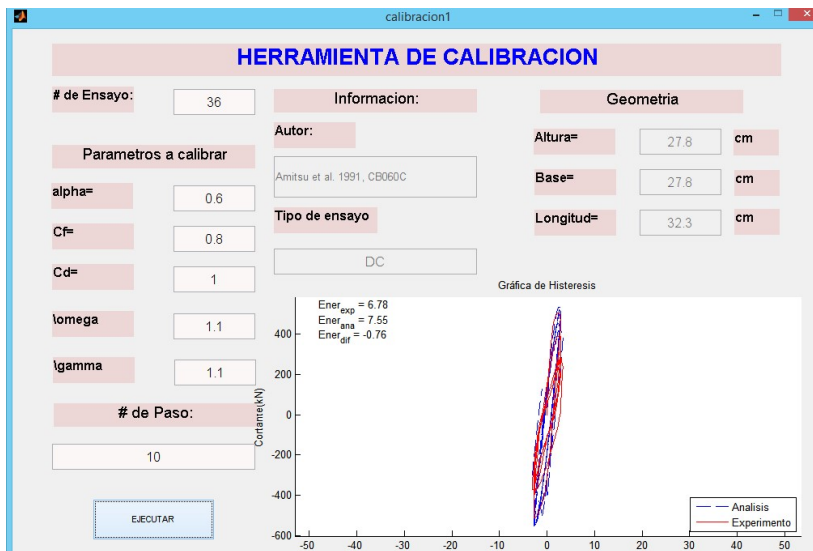 calibracion1
HERRAMIENTA DE CALIBRACION
# de Ensayo:
36
Parametros a calibrar
alpha=
0.6
Cf=
0.8
Cd=
1
\omega
1.1
\gamma
1.1
# de Paso:
10
EJECUTAR
Informacion:
Autor:
Amitsu et al. 1991, CB060C
Tipo de ensayo
DC
Geometria
Altura=
27.8
cm
Base=
27.8
cm
Longitud=
32.3
cm
Gráfica de Histeresis
Ener_exp = 6.78
Ener_ana = 7.55
Ener_dif = -0.76
Cortante(kN)
400
200
0
-200
-400
-600
-50 -40 -30 -20 -10 0 10 20 30 40 50
Analisis
Experimento